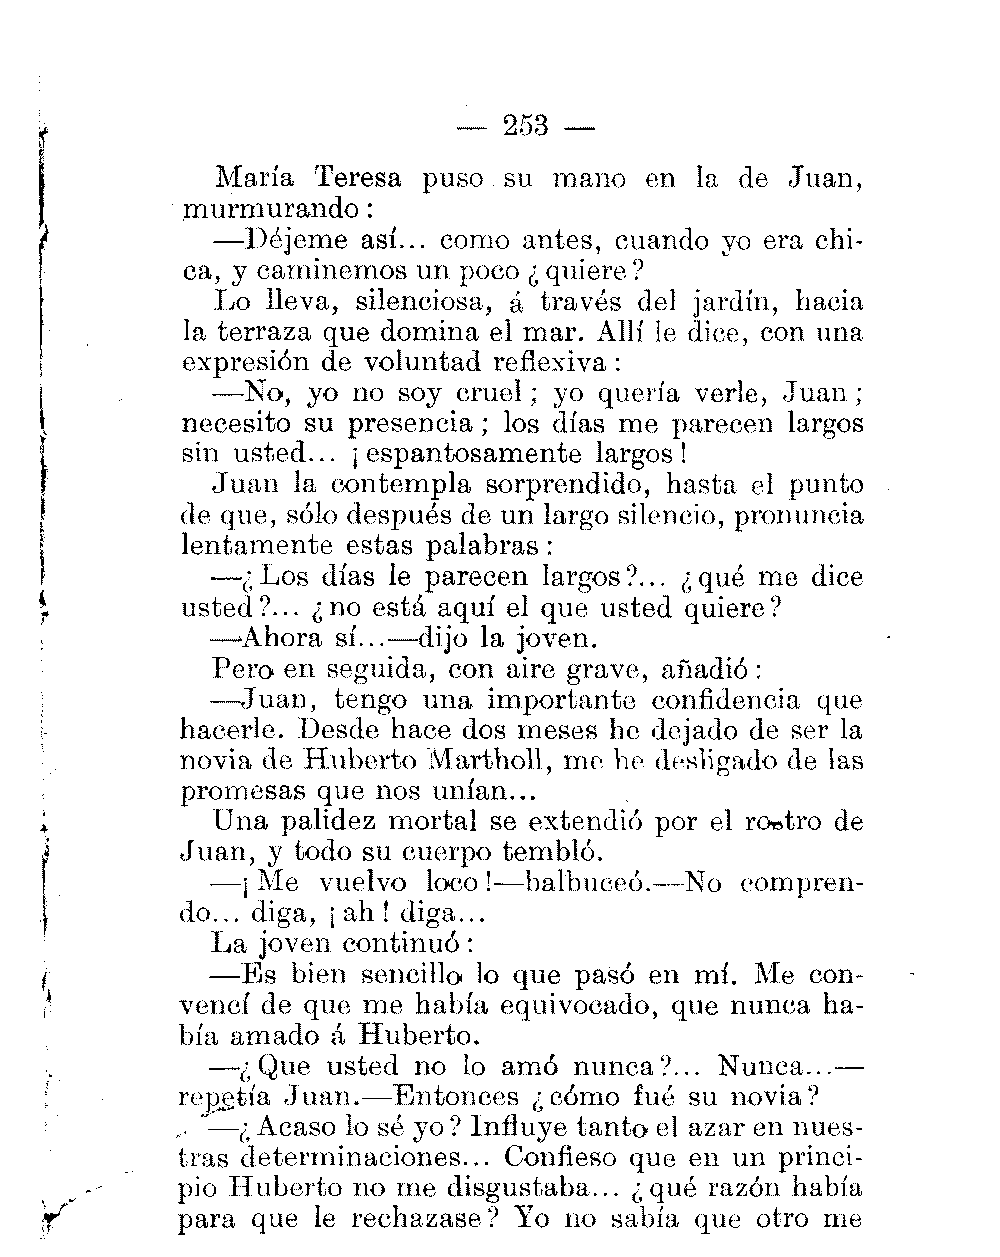 — 253 —
María Teresa puso su mano en la de Juan,
murmurando :
—Déjeme así... como antes, cuando yo era chi-
ca, y caminemos un poco ¿ quiere ?
Lo lleva, silenciosa, á través del jardín, hacia
la terraza que domina el mar. Allí le dice, con una
expresión de voluntad reflexiva :
—No, yo no soy cruel ; yo quería verle, Juan ;
necesito su presencia ; los días me parecen largos
sin usted... ¡ espantosamente largos !
Juan la contempla sorprendido, hasta el punto
de que, sólo después de un largo silencio, pronuncia
lentamente estas palabras :
—¿ Los días le parecen largos ?... ¿ qué me dice
usted ?... ¿ no está aquí el que usted quiere ?
—Ahora sí...—dijo la joven.
Pero en seguida, con aire grave, añadió :
—Juan, tengo una importante confidencia que
hacerle. Desde hace dos meses he dejado de ser la
novia de Huberto Martholl, me he desligado de las
promesas que nos unían...
Una palidez mortal se extendió por el rostro de
Juan, y todo su cuerpo tembló.
—¡ Me vuelvo loco !—balbuceó.—No compren-
do... diga, ¡ ah ! diga...
La joven continuó :
—Es bien sencillo lo que pasó en mí. Me con-
vencí de que me había equivocado, que nunca ha-
bía amado á Huberto.
—¿ Que usted no lo amó nunca ?... Nunca...—
repetía Juan.—Entonces ¿ cómo fué su novia ?
—¿ Acaso lo sé yo ? Influye tanto el azar en nues-
tras determinaciones... Confieso que en un princi-
pio Huberto no me disgustaba... ¿ qué razón había
para que le rechazase ? Yo no sabía que otro me